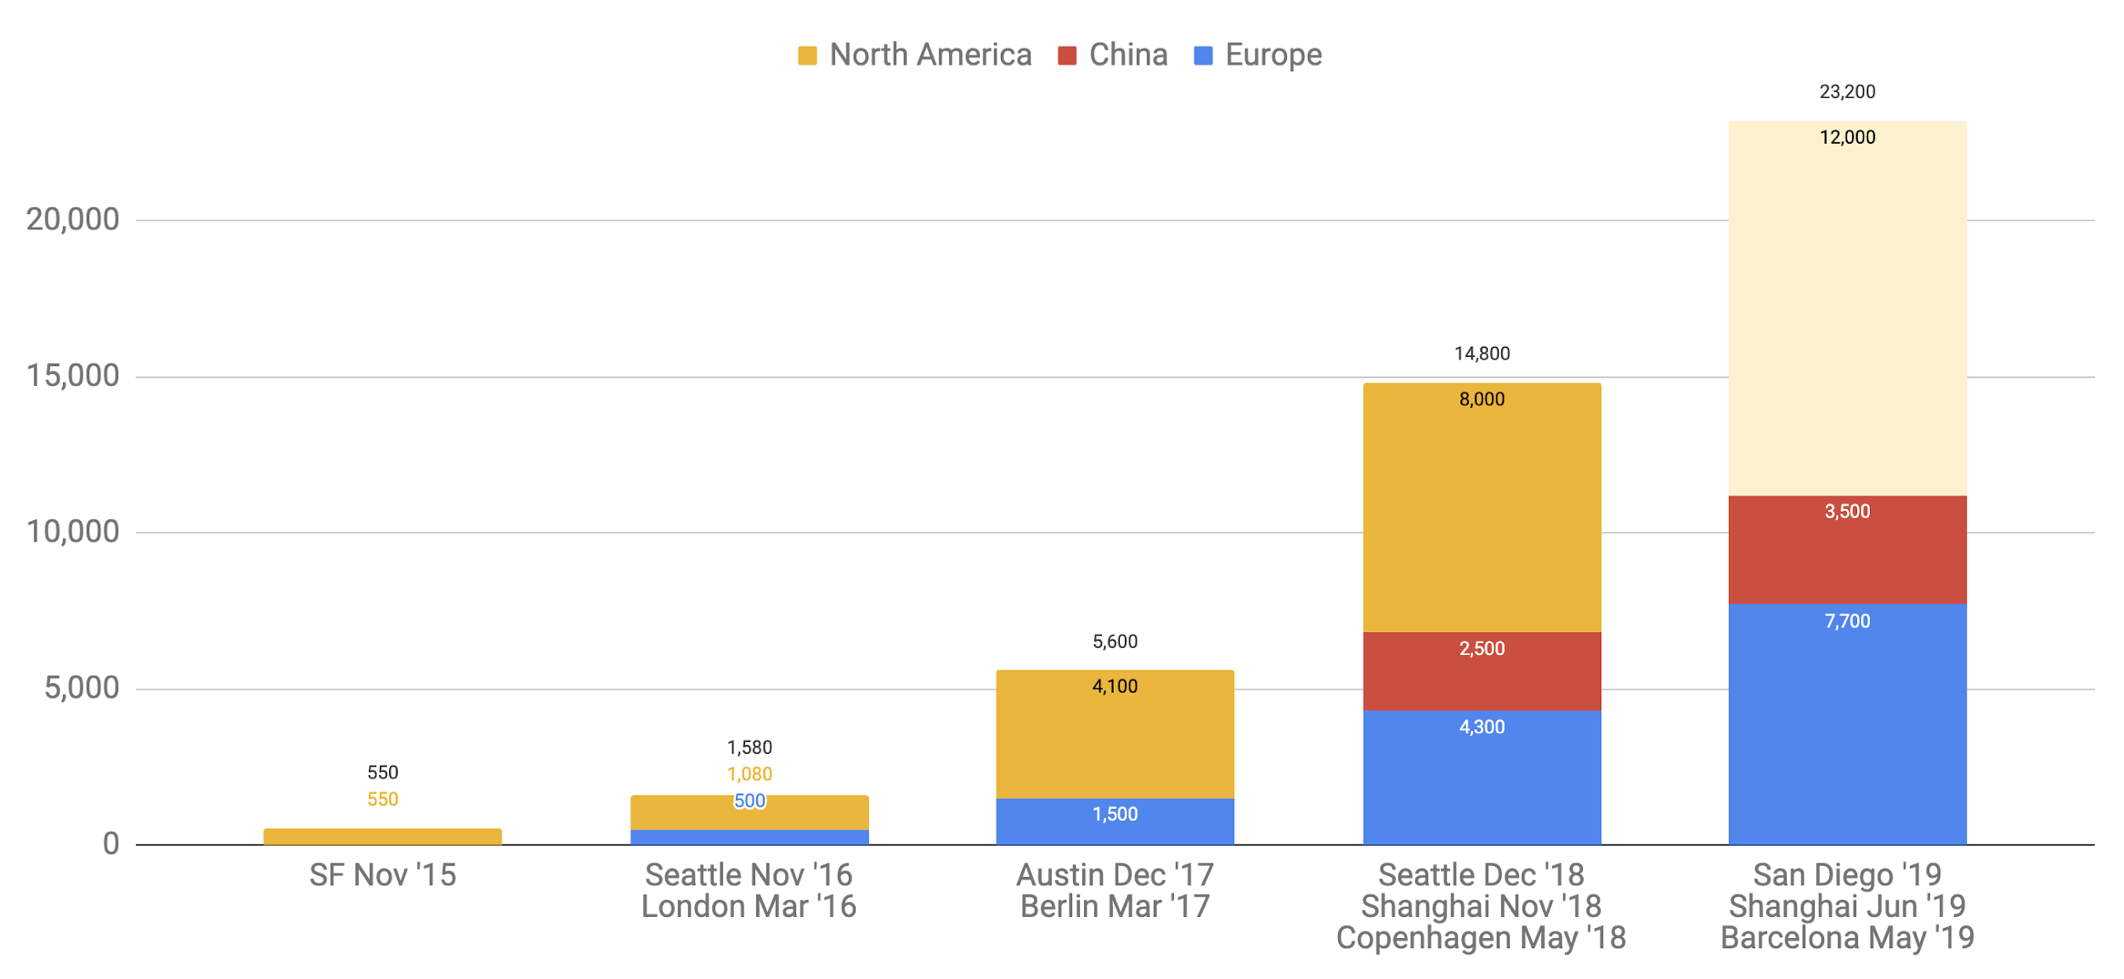 North America China Europe
23,200
12,000
20,000
14,800
15,000
8,000
3,500
10,000
7,700
5,600
2,500
4,100
5,000
4,300
1,580
550
1,080
550
500
1,500
0
SF Nov '15
Seattle Nov '16
London Mar '16
Austin Dec '17
Berlin Mar '17
Seattle Dec '18
Shanghai Nov '18
Copenhagen May '18
San Diego '19
Shanghai Jun '19
Barcelona May '19